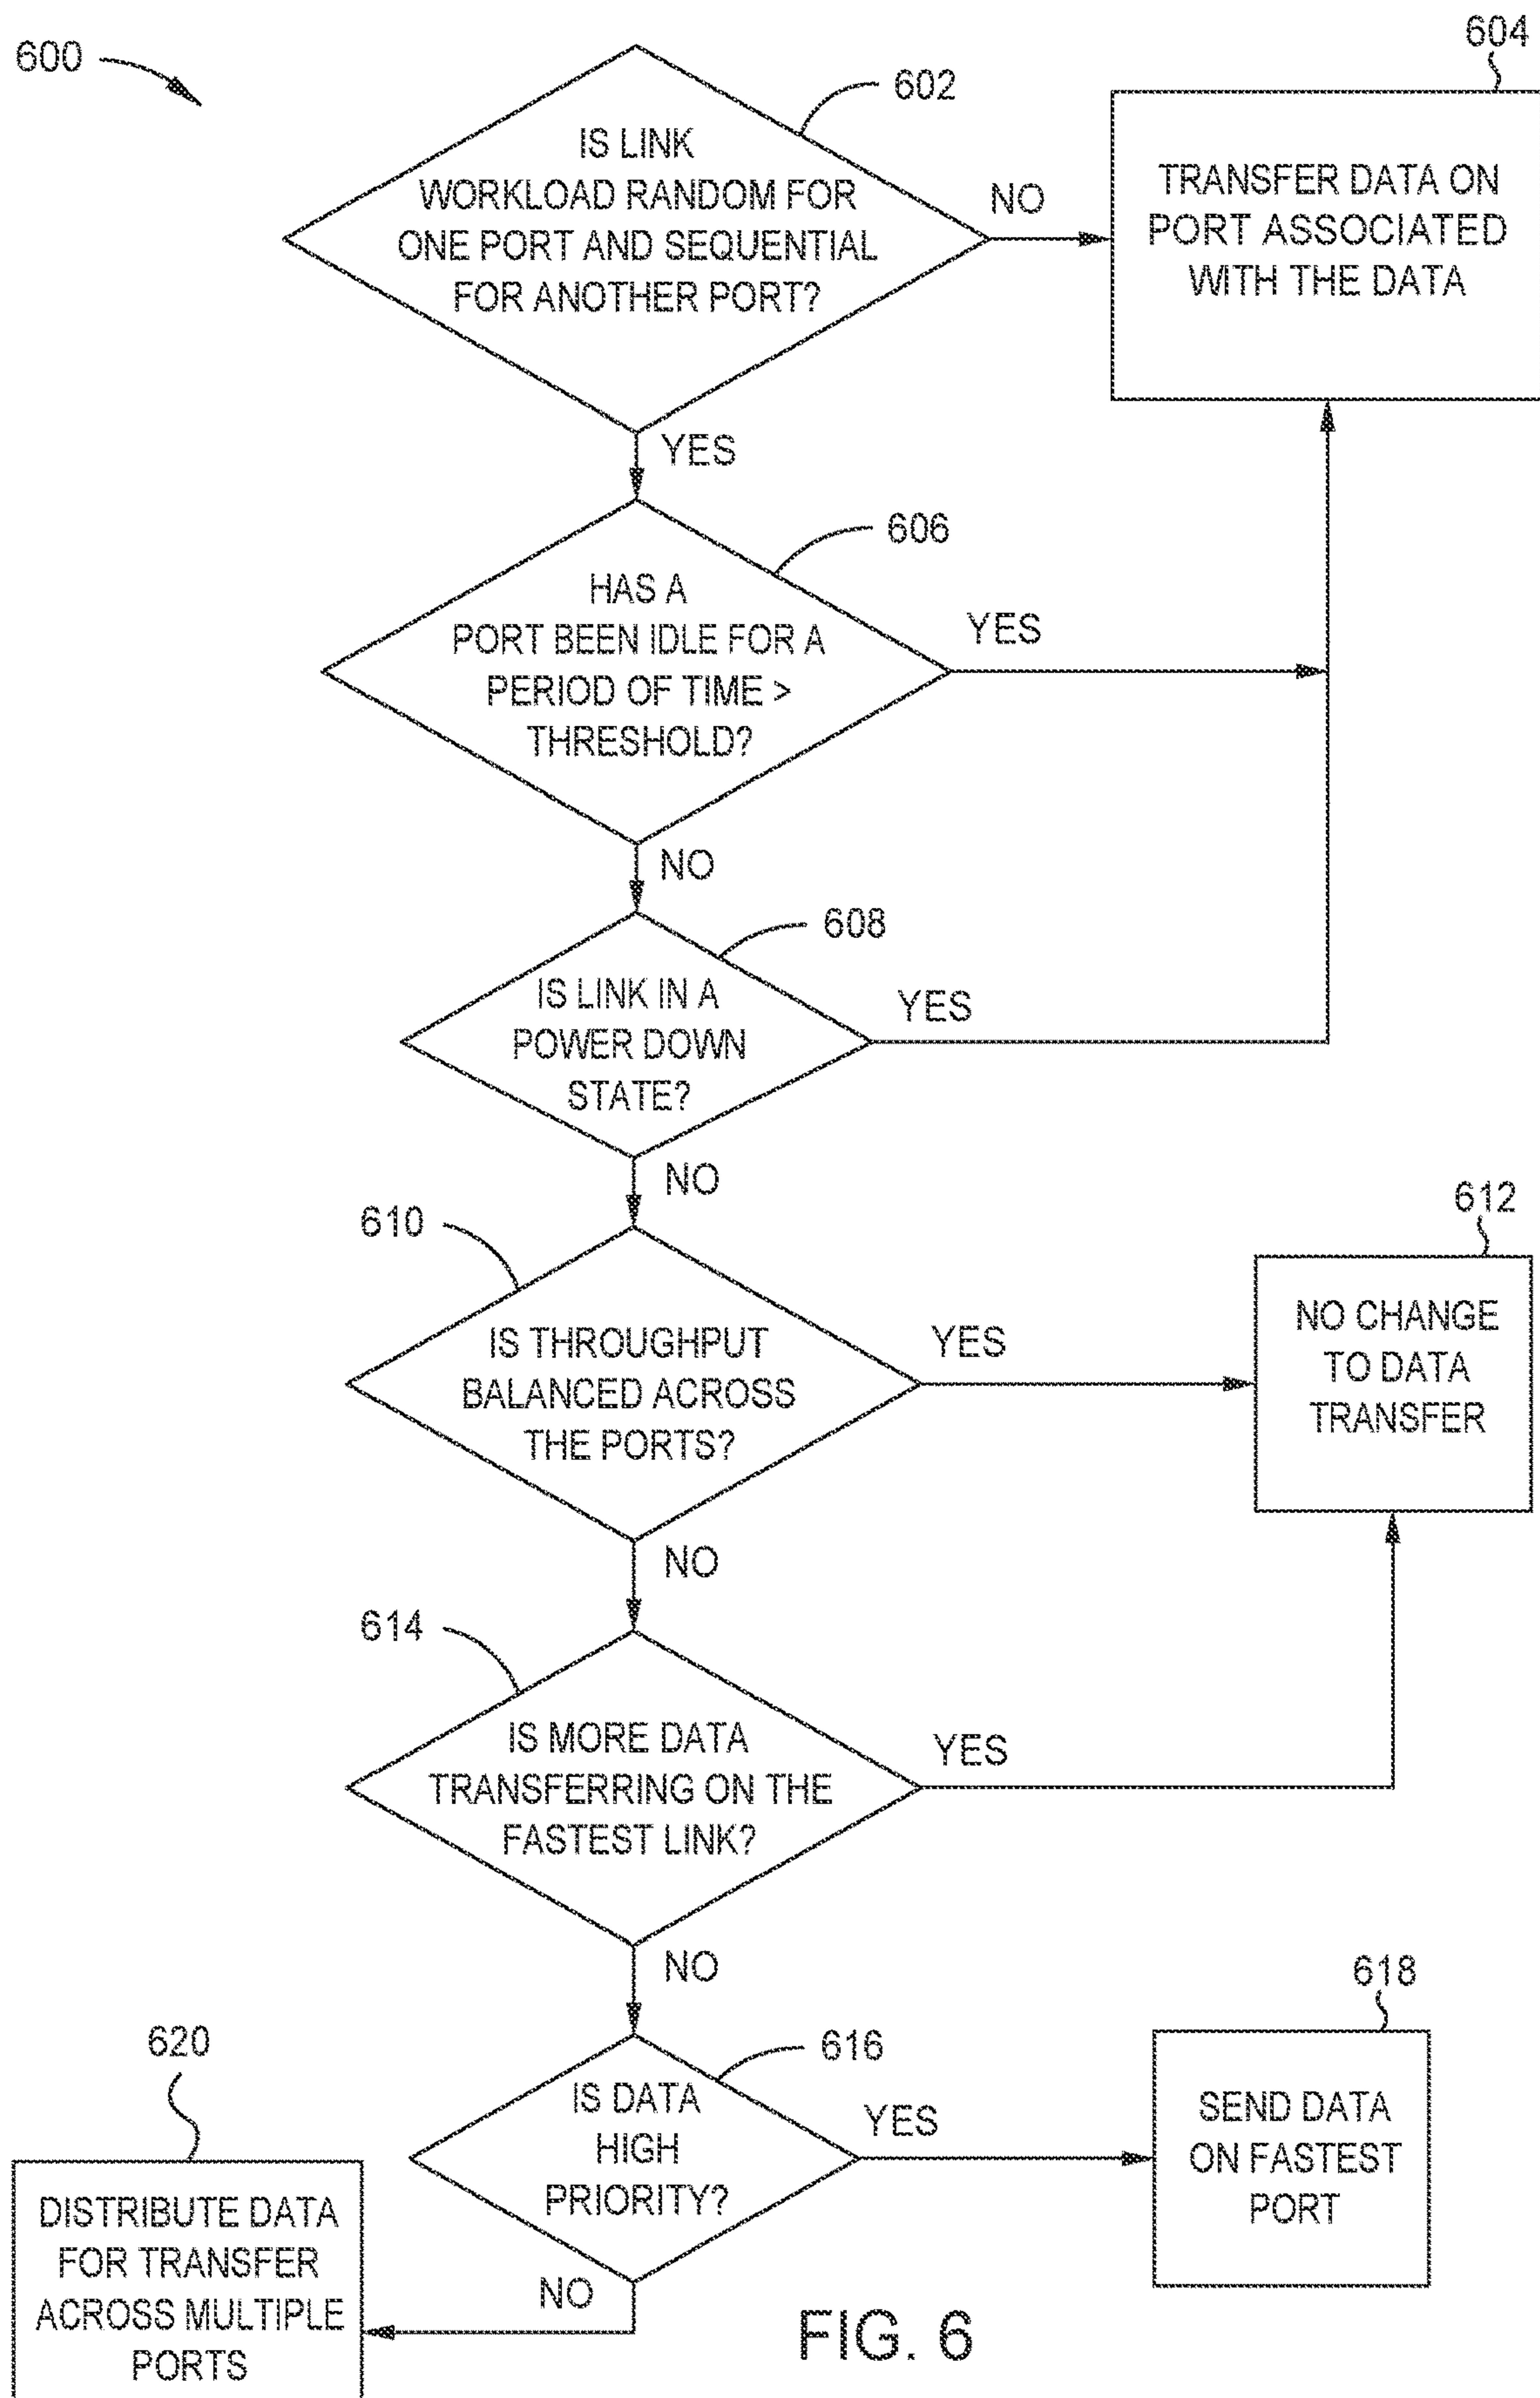 600
602
604
IS LINK
WORKLOAD RANDOM FOR
ONE PORT AND SEQUENTIAL
FOR ANOTHER PORT?
NO
TRANSFER DATA ON
PORT ASSOCIATED
WITH THE DATA
YES
606
HAS A
PORT BEEN IDLE FOR A
PERIOD OF TIME >
THRESHOLD?
YES
NO
608
IS LINK IN A
POWER DOWN
STATE?
YES
NO
610
612
IS THROUGHPUT
BALANCED ACROSS
THE PORTS?
YES
NO CHANGE
TO DATA
TRANSFER
NO
614
IS MORE DATA
TRANSFERRING ON THE
FASTEST LINK?
YES
NO
616
618
IS DATA
HIGH
PRIORITY?
YES
SEND DATA
ON FASTEST
PORT
NO
620
DISTRIBUTE DATA
FOR TRANSFER
ACROSS MULTIPLE
PORTS
FIG. 6